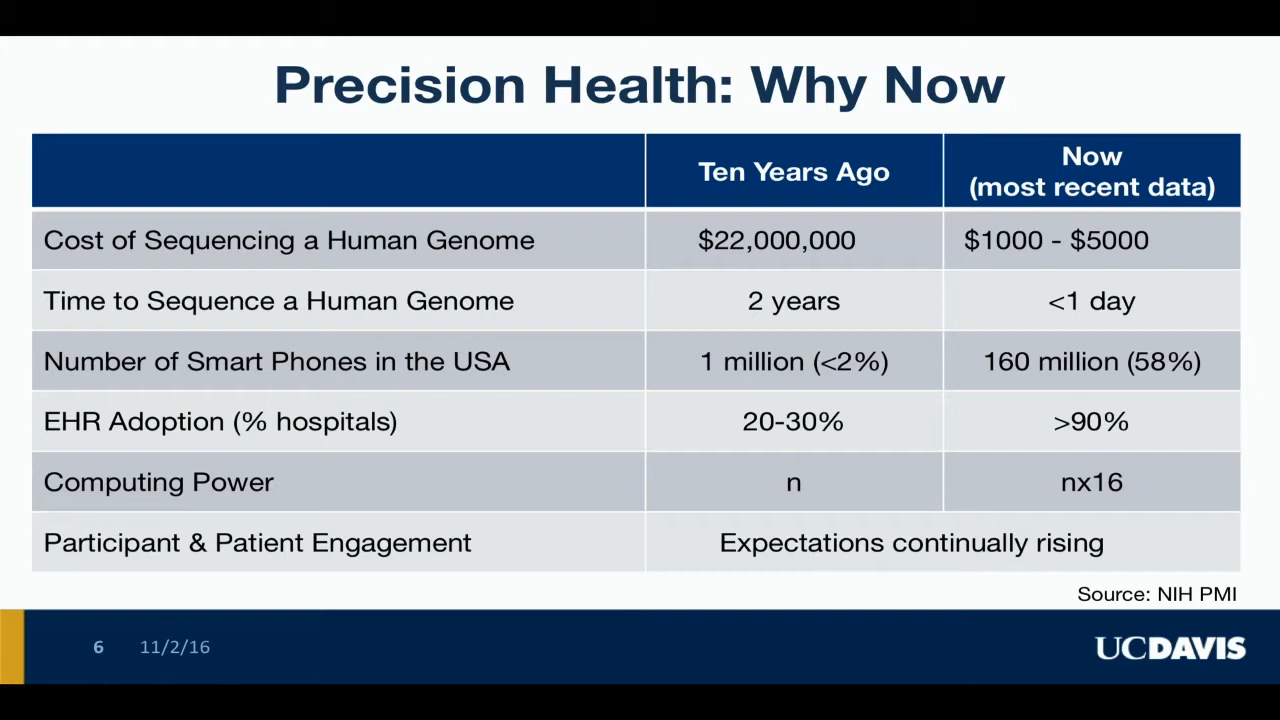 Precision Health: Why Now
Ten Years Ago
Now
(most recent data)
Cost of Sequencing a Human Genome $22,000,000 $1000 - $5000
Time to Sequence a Human Genome 2 years <1 day
Number of Smart Phones in the USA 1 million (<2%) 160 million (58%)
EHR Adoption (% hospitals) 20-30% >90%
Computing Power n nx16
Participant & Patient Engagement Expectations continually rising
Source: NIH PMI
6 11/2/16 UCDAVIS